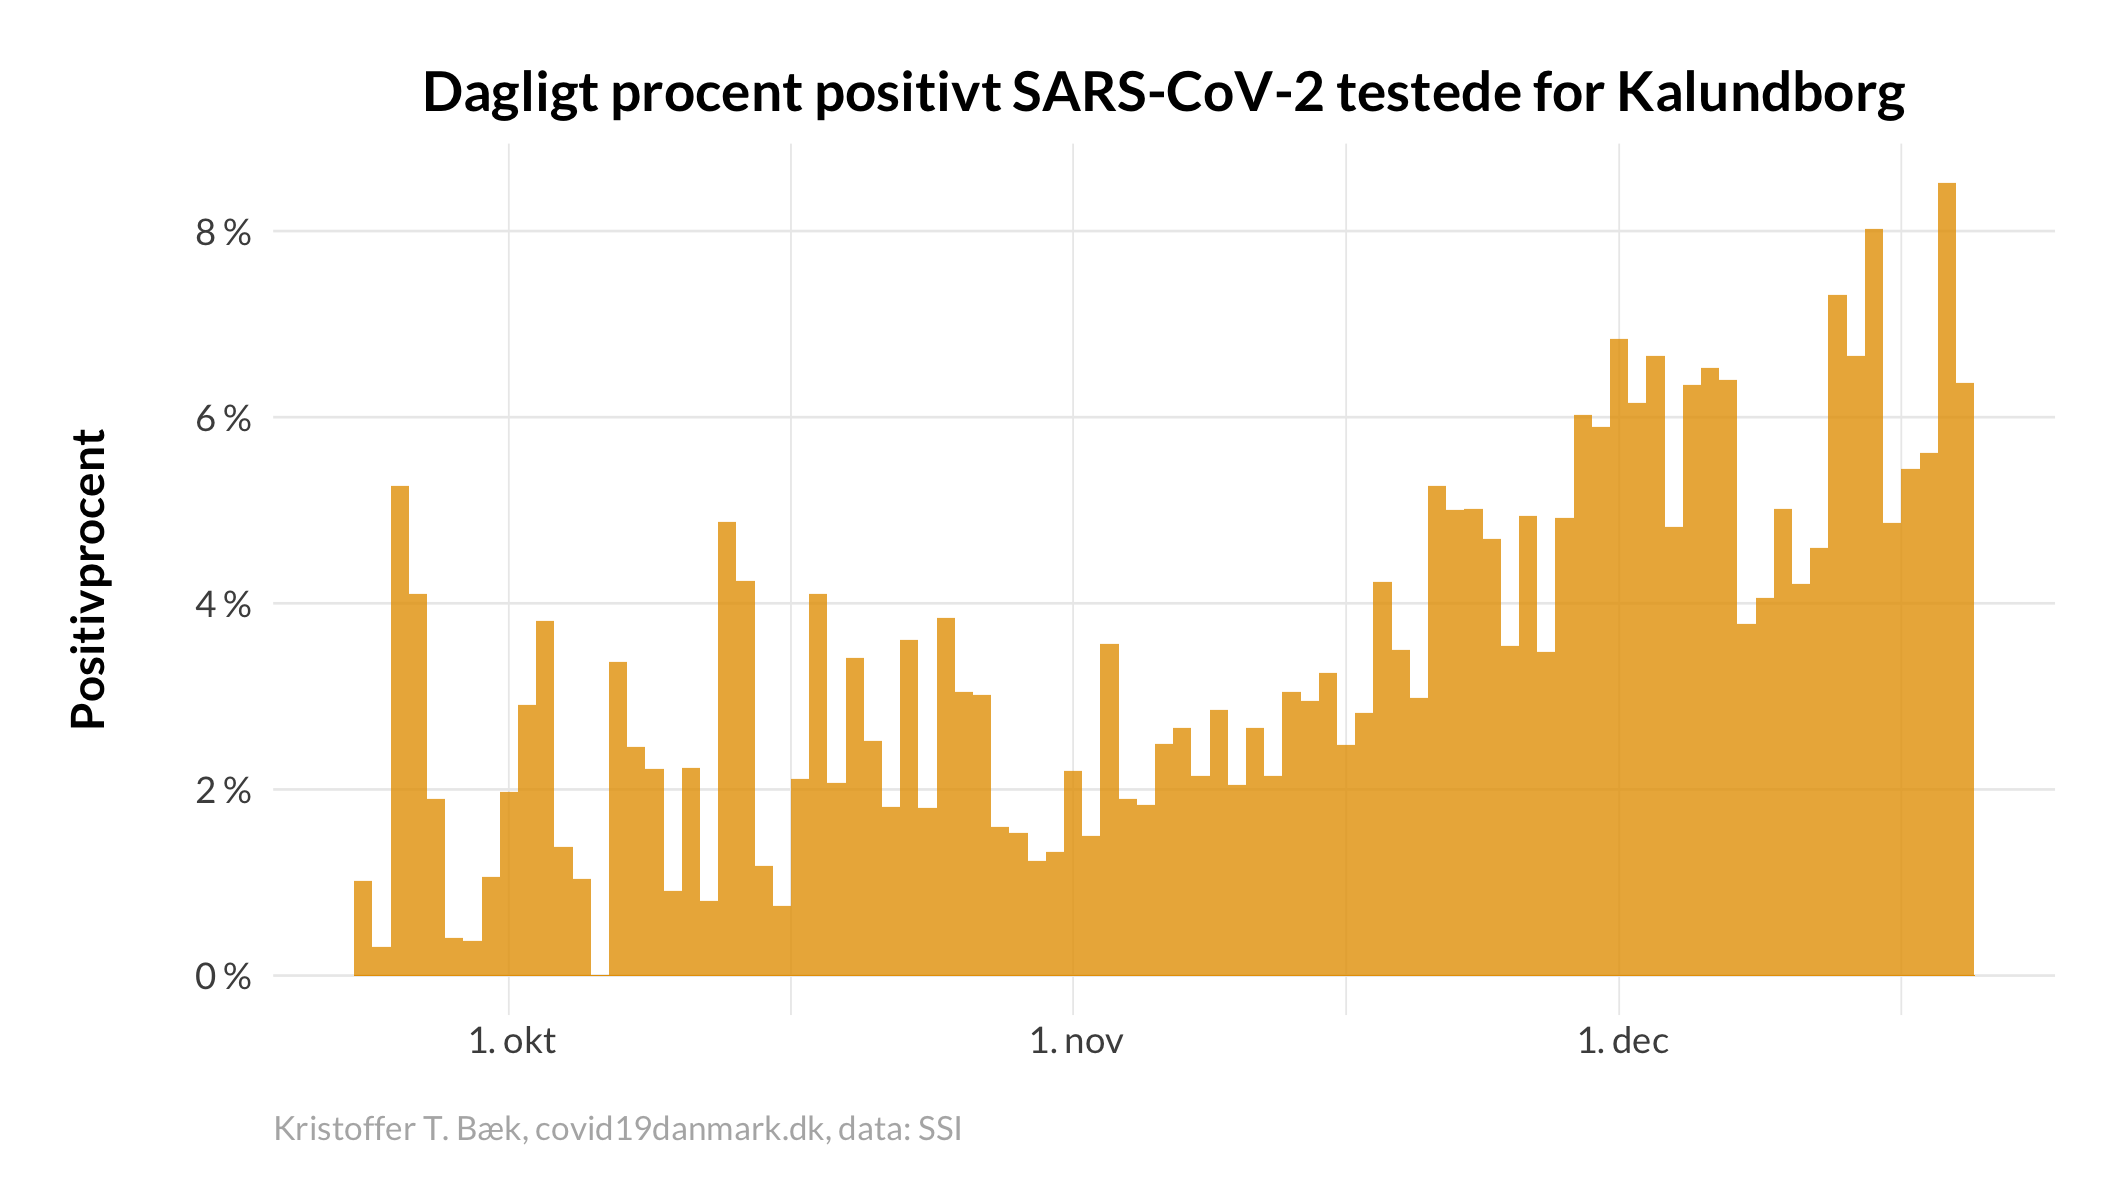 Dagligt procent positivt SARS-CoV-2 testede for Kalundborg
Positivprocent
8 %
6 %
4 %
2 %
0 %
1. okt
1. nov
1. dec
Kristoffer T. Bæk, covid19danmark.dk, data: SSI